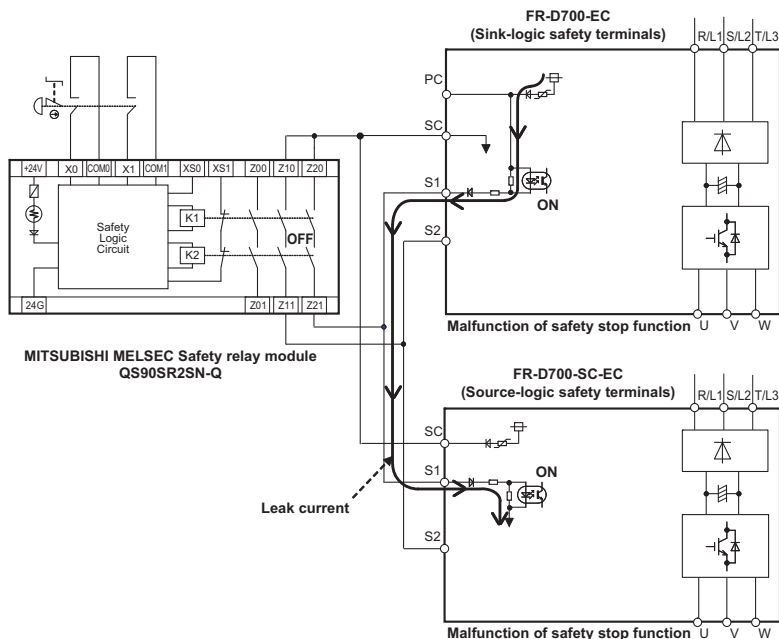 FR-D700-EC
(Sink-logic safety terminals)
R/L1 S/L2 T/L3
PC
SC
S1
ON
S2
U V W
Malfunction of safety stop function
+24V X0 COM0 X1 COM1 XS0 XS1 Z00 Z10 Z20
Safety
Logic
Circuit
K1
OFF
K2
24G Z01 Z11 Z21
MITSUBISHI MELSEC Safety relay module
QS90SR2SN-Q
FR-D700-SC-EC
(Source-logic safety terminals)
R/L1 S/L2 T/L3
SC
S1
ON
Leak current
S2
Malfunction of safety stop function
U V W